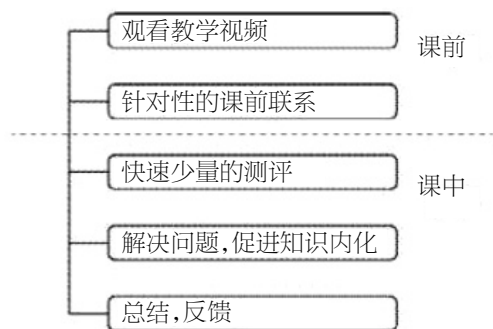 观看教学视频
课前
针对性的课前联系
快速少量的测评
课中
解决问题,促进知识内化
总结,反馈